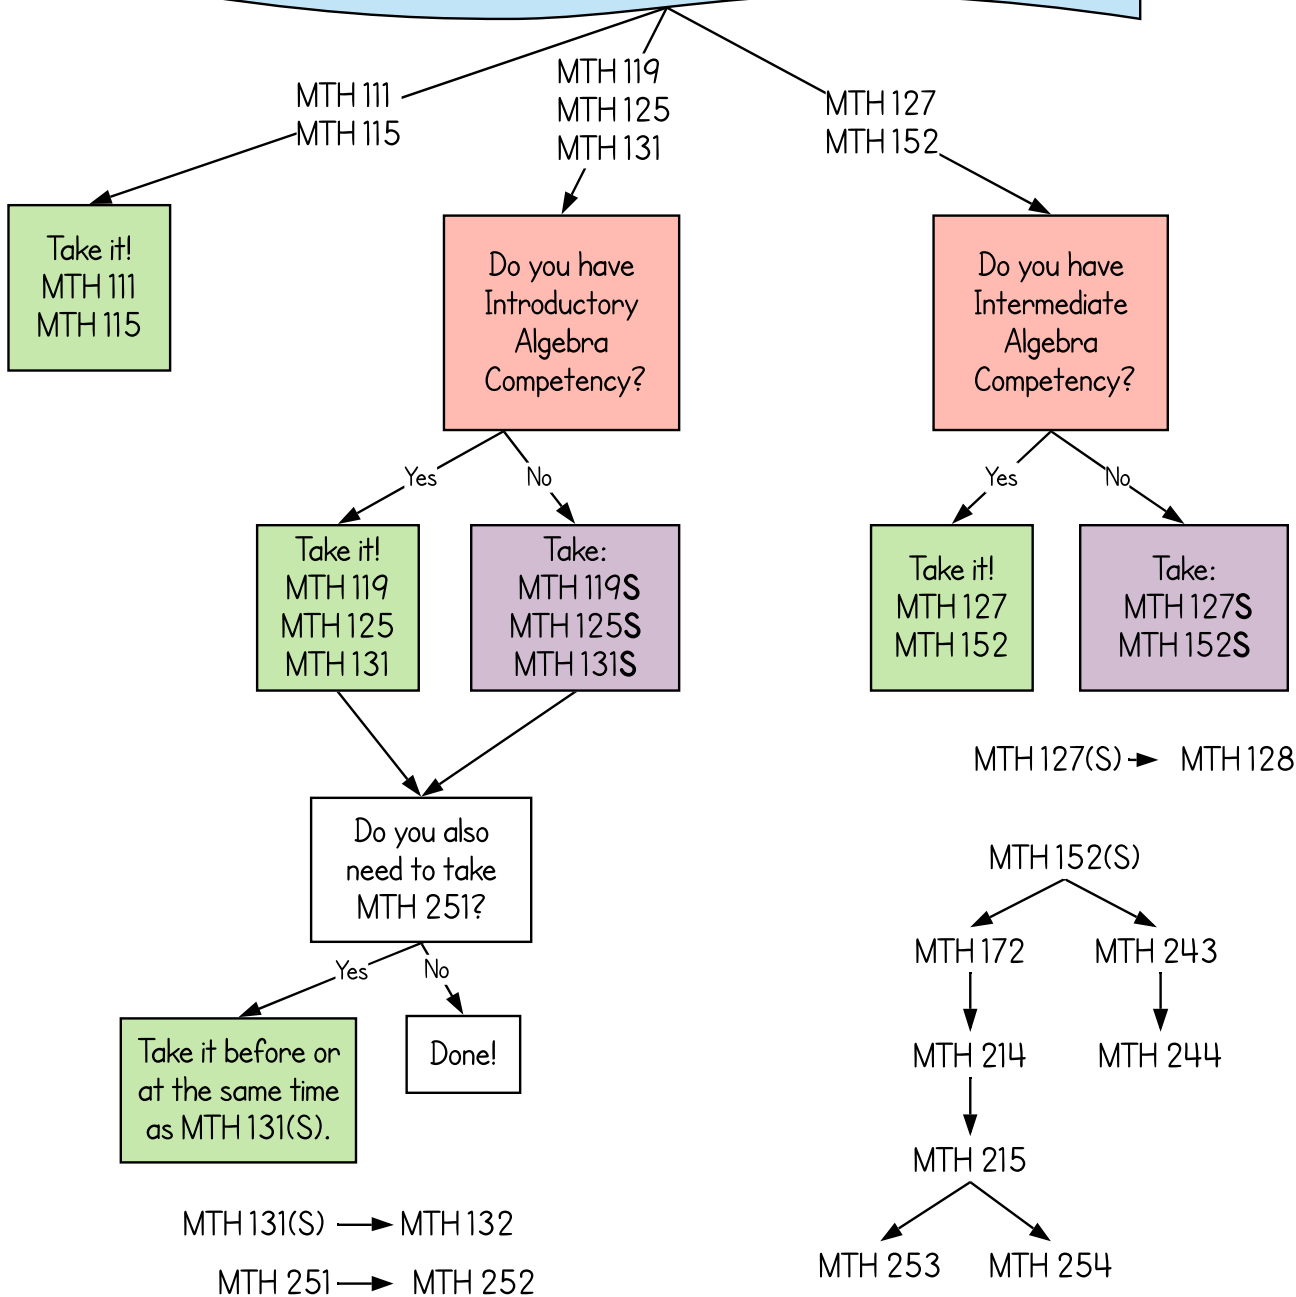 MTH 111
MTH 115
MTH 119
MTH 125
MTH 131
MTH 127
MTH 152
Take it!
MTH 111
MTH 115
Do you have
Introductory
Algebra
Competency?
Do you have
Intermediate
Algebra
Competency?
Yes
No
Yes
No
Take it!
MTH 119
MTH 125
MTH 131
Take:
MTH 119S
MTH 125S
MTH 131S
Take it!
MTH 127
MTH 152
Take:
MTH 127S
MTH 152S
Do you also
need to take
MTH 251?
Yes
No
Take it before or
at the same time
as MTH 131(S).
Done!
MTH 131(S) MTH 132
MTH 251 MTH 252
MTH 127(S) MTH 128
MTH 152(S)
MTH 172 MTH 243
MTH 214 MTH 244
MTH 215
MTH 253 MTH 254